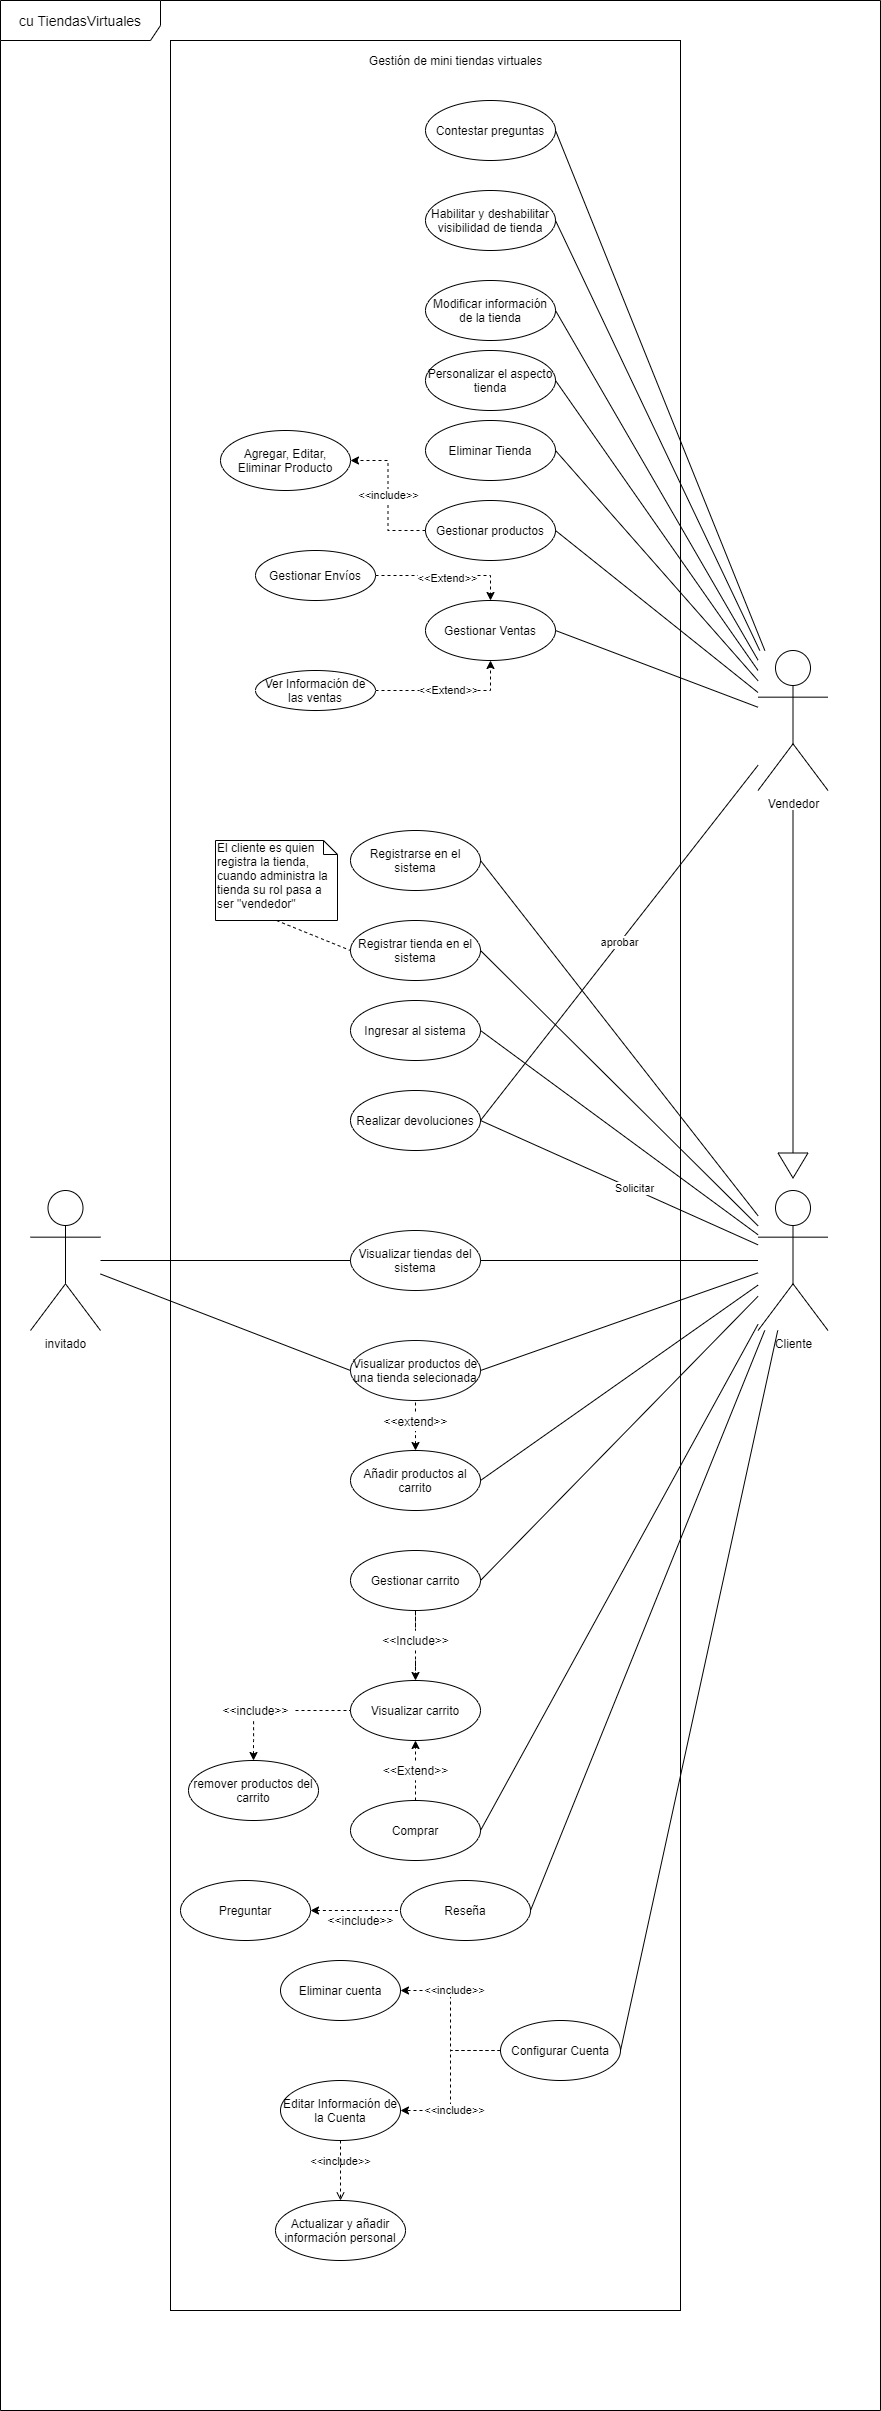 cu TiendasVirtuales
Gestión de mini tiendas virtuales
Contestar preguntas
Habilitar y deshabilitar
visibilidad de tienda
Modificar información
de la tienda
Personalizar el aspecto
tienda
Eliminar Tienda
Agregar, Editar,
Eliminar Producto
<<include>>
Gestionar productos
Gestionar Envíos
<<Extend>>
Gestionar Ventas
Ver Información de
las ventas
<<Extend>>
Vendedor
El cliente es quien
registra la tienda,
cuando administra la
tienda su rol pasa a
ser "vendedor"
Registrarse en el
sistema
Registrar tienda en el
sistema
aprobar
Ingresar al sistema
Realizar devoluciones
Solicitar
Visualizar tiendas del
sistema
invitado
Cliente
Visualizar productos de
una tienda selecionada
<<extend>>
Añadir productos al
carrito
Gestionar carrito
<<Include>>
<<include>>
Visualizar carrito
<<Extend>>
remover productos del
carrito
Comprar
Preguntar
<<include>>
Reseña
Eliminar cuenta
<<include>>
Configurar Cuenta
Editar Información de
la Cuenta
<<include>>
<<include>>
Actualizar y añadir
información personal